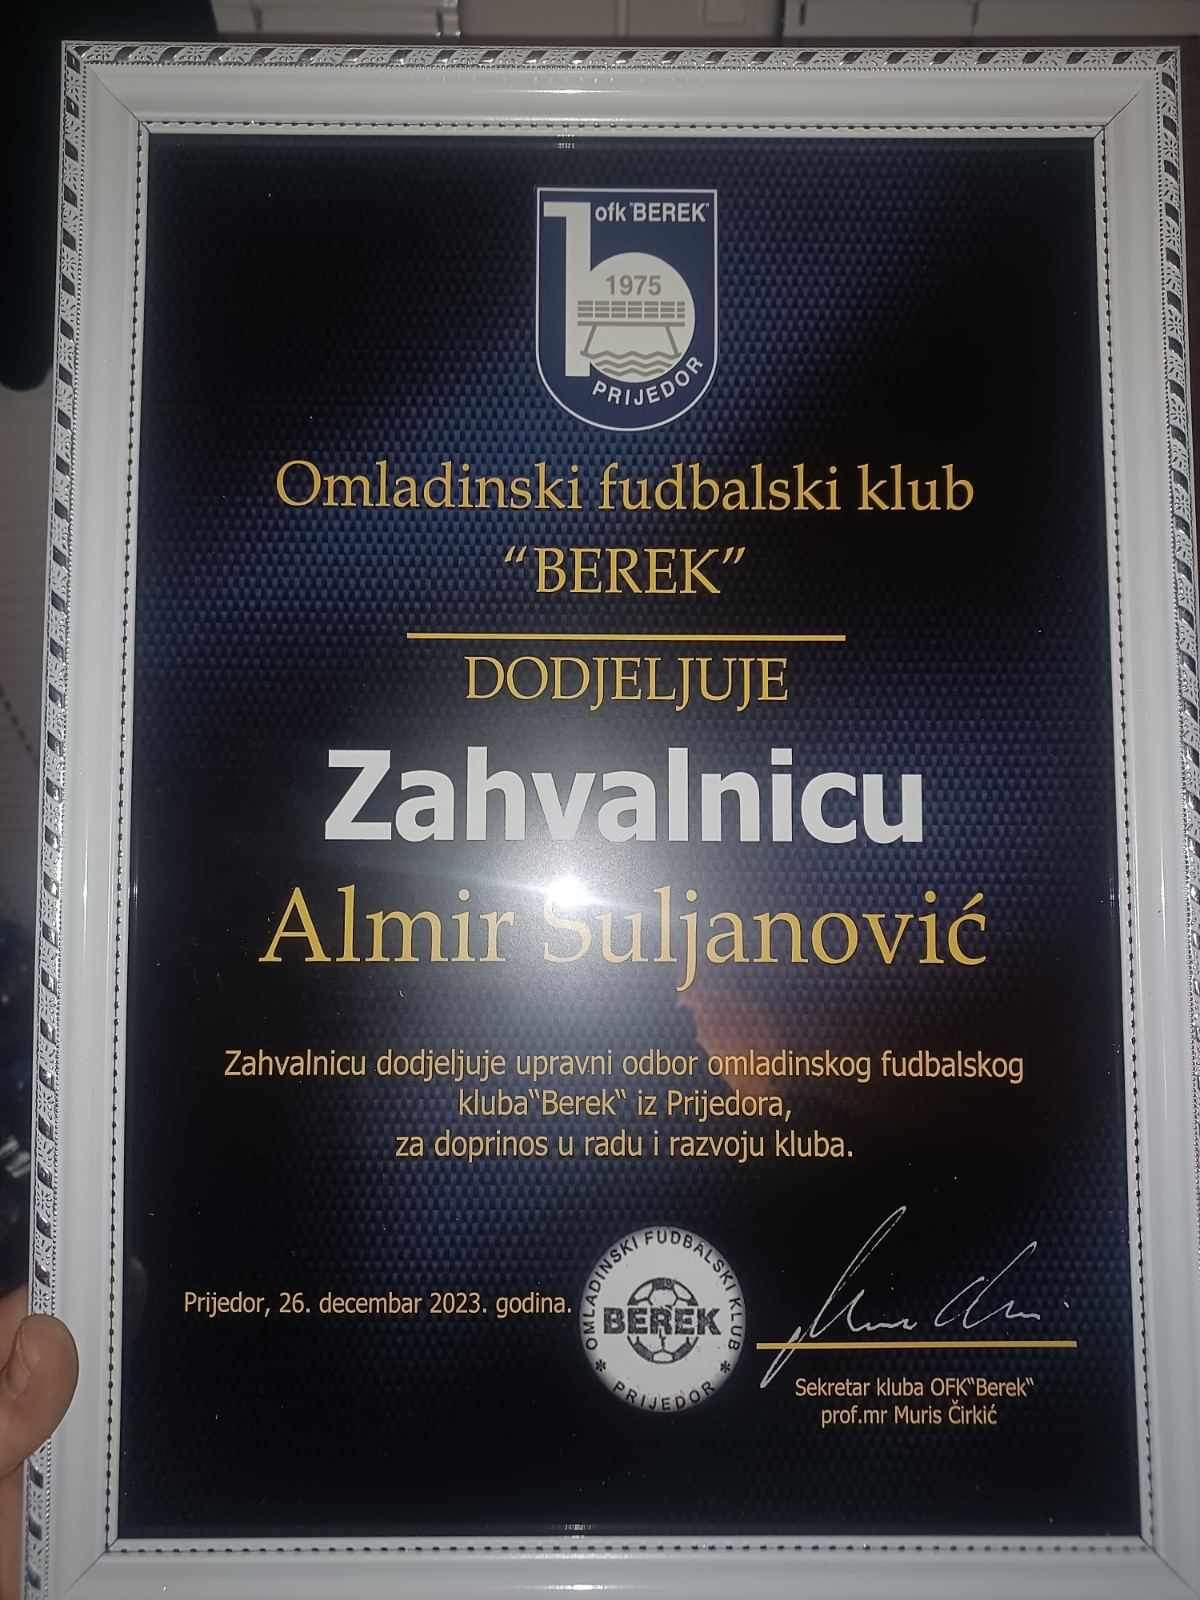 ofk "BEREK"
1975
PRIJEDOR
Omladinski fudbalski klub
“BEREK”
DODJELJUJE
Zahvalnicu
Almir Suljanović
Zahvalnicu dodjeljuje upravni odbor omladinskog fudbalskog
kluba“Berek“ iz Prijedora,
za doprinos u radu i razvoju kluba.
Prijedor, 26. decembar 2023. godina.
OMLADINSKI FUDBALSKI KLUB
BEREK
* PRIJEDOR *
Sekretar kluba OFK“Berek“
prof.mr Muris Čirkić